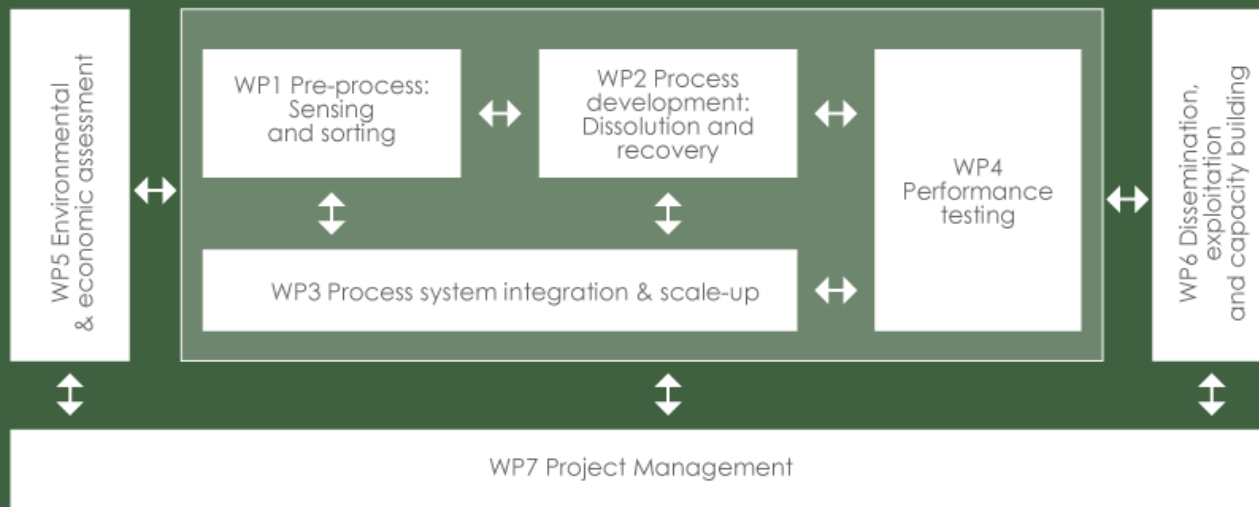 WP5 Environmental
& economic assessment
WP1 Pre-process:
Sensing
and sorting
WP2 Process
development:
Dissolution and
recovery
WP3 Process system integration & scale-up
WP4
Performance
testing
WP6 Dissemination,
exploitation
and capacity building
WP7 Project Management